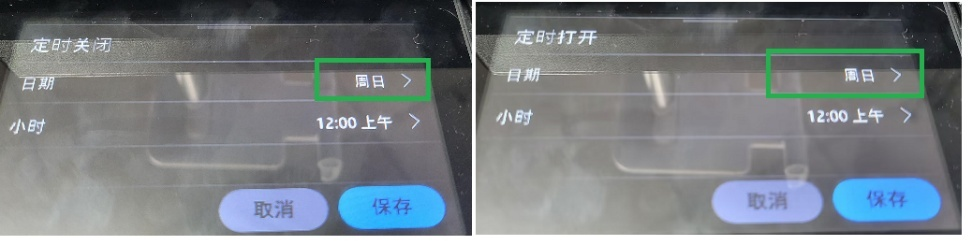 定时关闭
日期 周日
小时 12:00 上午
取消 保存
定时打开
日期 周日
小时 12:00 上午
取消 保存